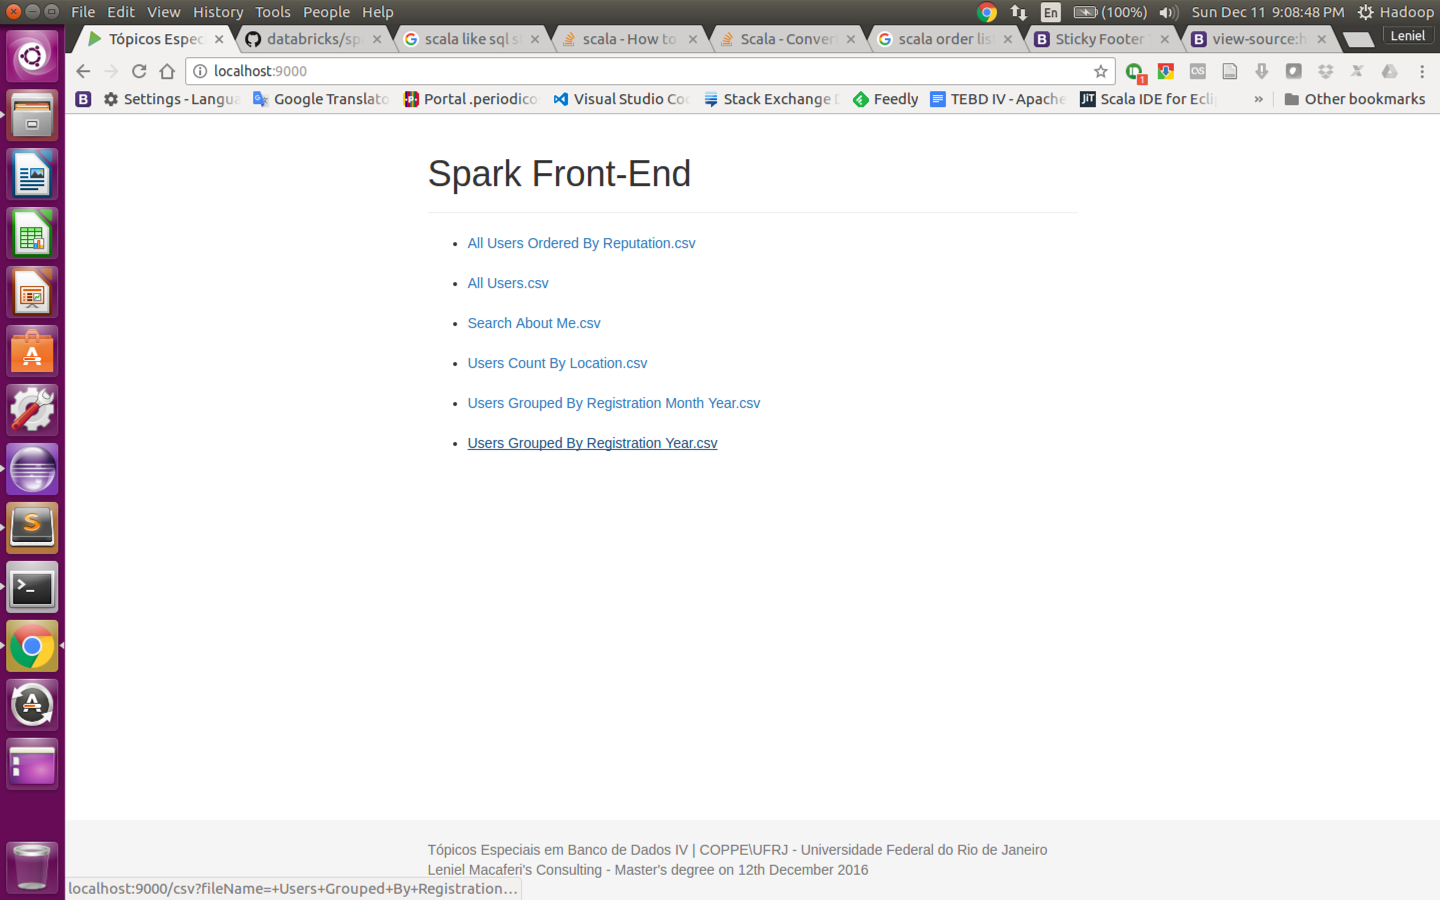 File Edit View History Tools People Help
En (100%) Sun Dec 11 9:08:48 PM Hadoop
Tópicos Espec databricks/sp scala like sql s scala - How to Scala - Conver scala order lis Sticky Footer view-source:h Leniel
localhost:9000
1
Settings - Langua Google Translato Portal .periodico Visual Studio Co Stack Exchange Feedly TEBD IV - Apache Scala IDE for Ecli » Other bookmarks
Spark Front-End
All Users Ordered By Reputation.csv
All Users.csv
Search About Me.csv
Users Count By Location.csv
Users Grouped By Registration Month Year.csv
Users Grouped By Registration Year.csv
Tópicos Especiais em Banco de Dados IV | COPPE\UFRJ - Universidade Federal do Rio de Janeiro
Leniel Macaferi's Consulting - Master's degree on 12th December 2016
localhost:9000/csv?fileName=+Users+Grouped+By+Registration...